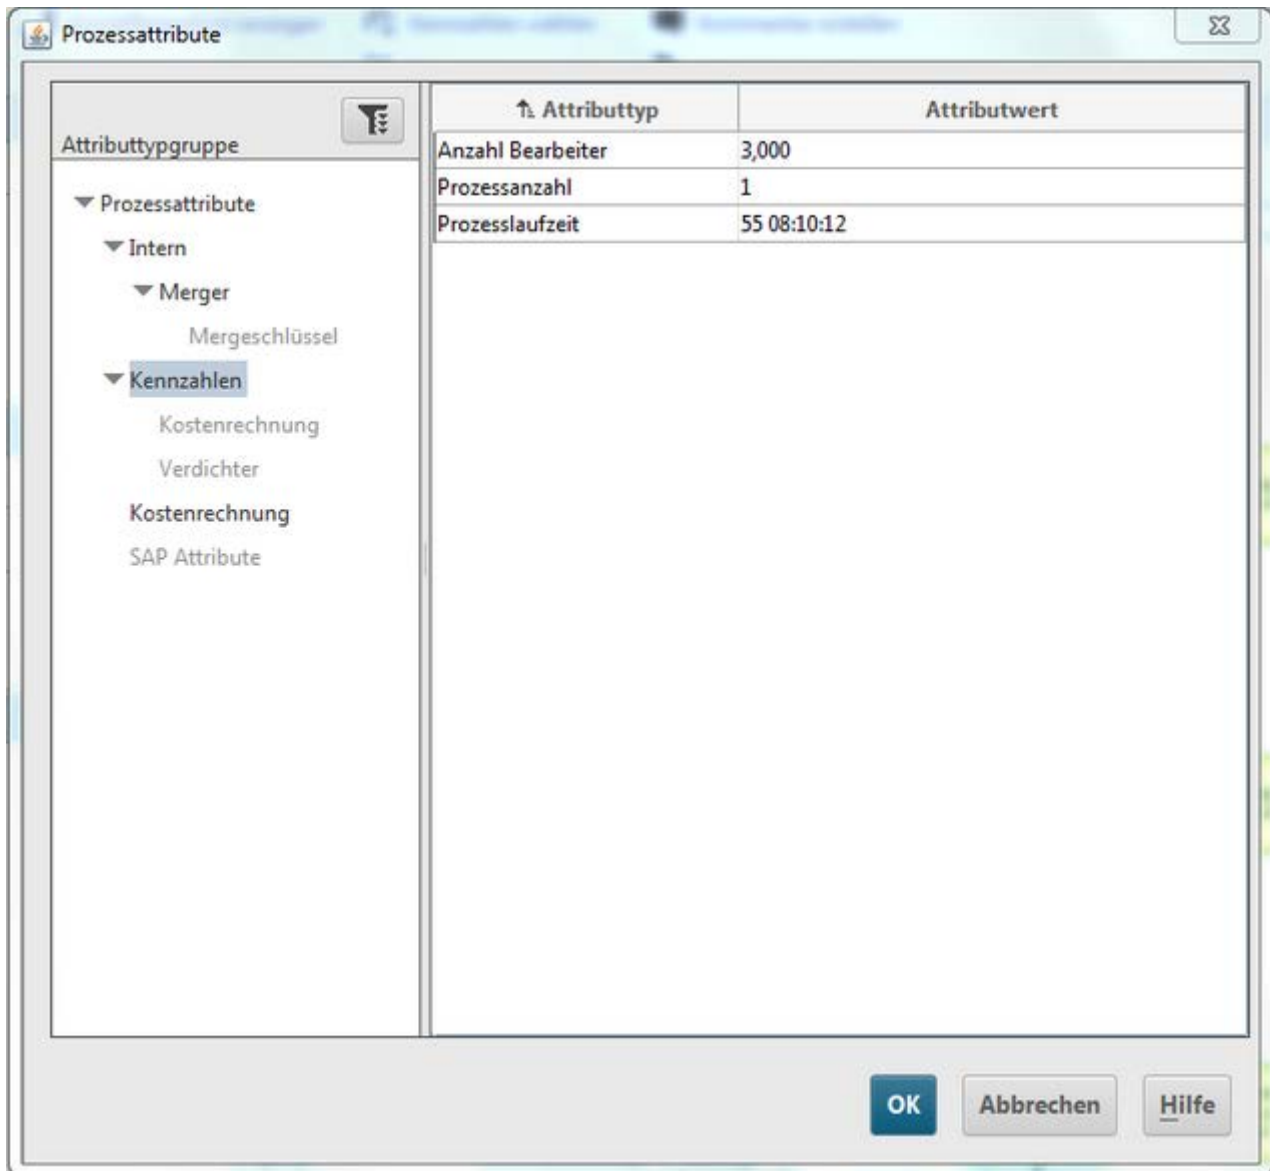 Prozessattribute
Attributtypgruppe
Attributtyp Attributwert
Anzahl Bearbeiter 3,000
Prozessanzahl 1
Prozesslaufzeit 55 08:10:12
Prozessattribute
Intern
Merger
Mergeschlüssel
Kennzahlen
Kostenrechnung
Verdichter
Kostenrechnung
SAP Attribute
OK Abbrechen Hilfe